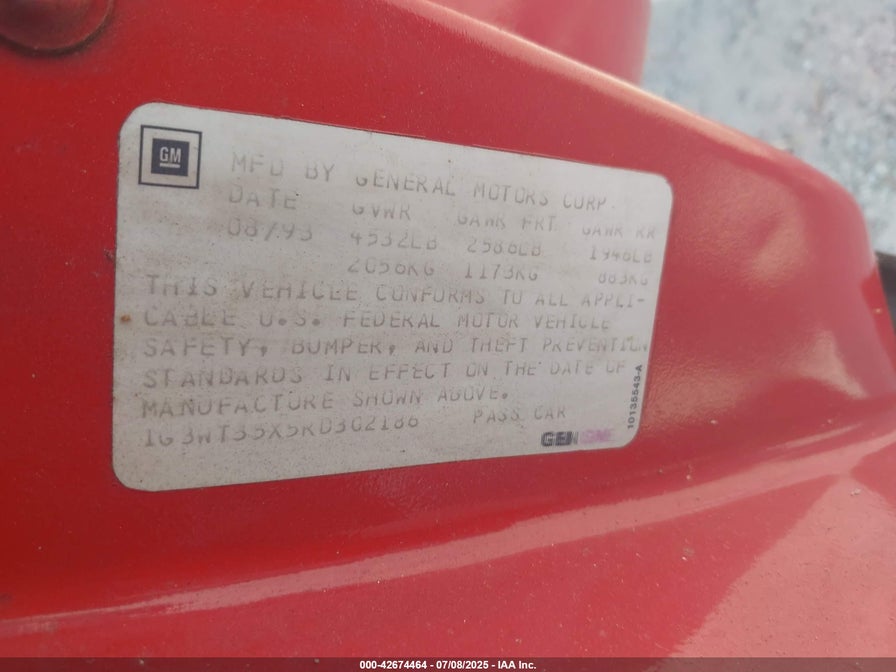 GM
MFD BY GENERAL MOTORS CORP.
DATE GVWR GAWR FRT GAWR RR
08/93 4532LB 2586LB 1946LB
2056KG 1173KG 883KG
THIS VEHICLE CONFORMS TO ALL APPLI-
CABLE U.S. FEDERAL MOTOR VEHICLE
SAFETY, BUMPER, AND THEFT PREVENTION
STANDARDS IN EFFECT ON THE DATE OF
MANUFACTURE SHOWN ABOVE.
PASS CAR
10135543-A
000-42674464 - 07/08/2025 - IAA Inc.